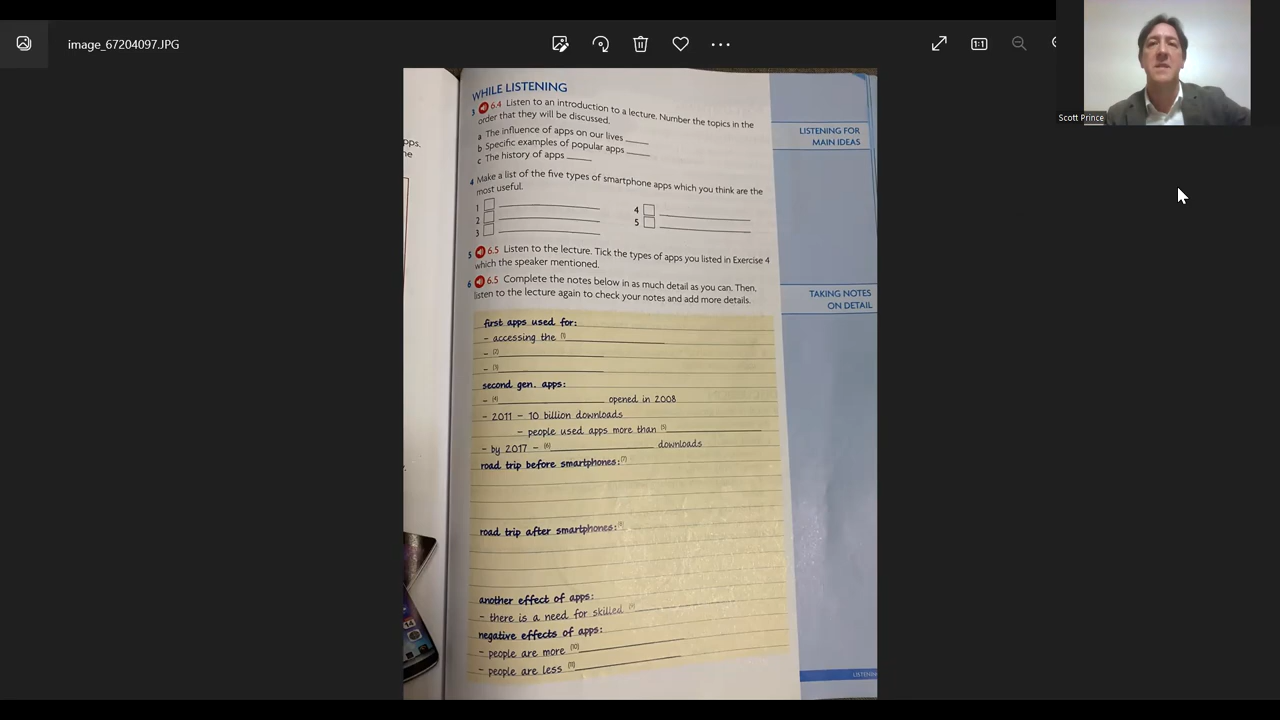 image_67204097.JPG
Scott Prince
pps.
ne
WHILE LISTENING
3 6.4 Listen to an introduction to a lecture. Number the topics in the
order that they will be discussed.
a The influence of apps on our lives
b Specific examples of popular apps
c The history of apps
4 Make a list of the five types of smartphone apps which you think are the
most useful.
1
2
3
4
5
5 6.5 Listen to the lecture. Tick the types of apps you listed in Exercise 4
which the speaker mentioned.
6 6.5 Complete the notes below in as much detail as you can. Then,
listen to the lecture again to check your notes and add more details.
first apps used for:
- accessing the (1)
- (2)
- (3)
second gen. apps:
- (4) opened in 2008
- 2011 - 10 billion downloads
- people used apps more than (5)
- by 2017 - (6) downloads
road trip before smartphones: (7)
road trip after smartphones: (8)
another effect of apps:
- there is a need for skilled (9)
negative effects of apps:
- people are more (10)
- people are less (11)
LISTENING FOR
MAIN IDEAS
TAKING NOTES
ON DETAIL